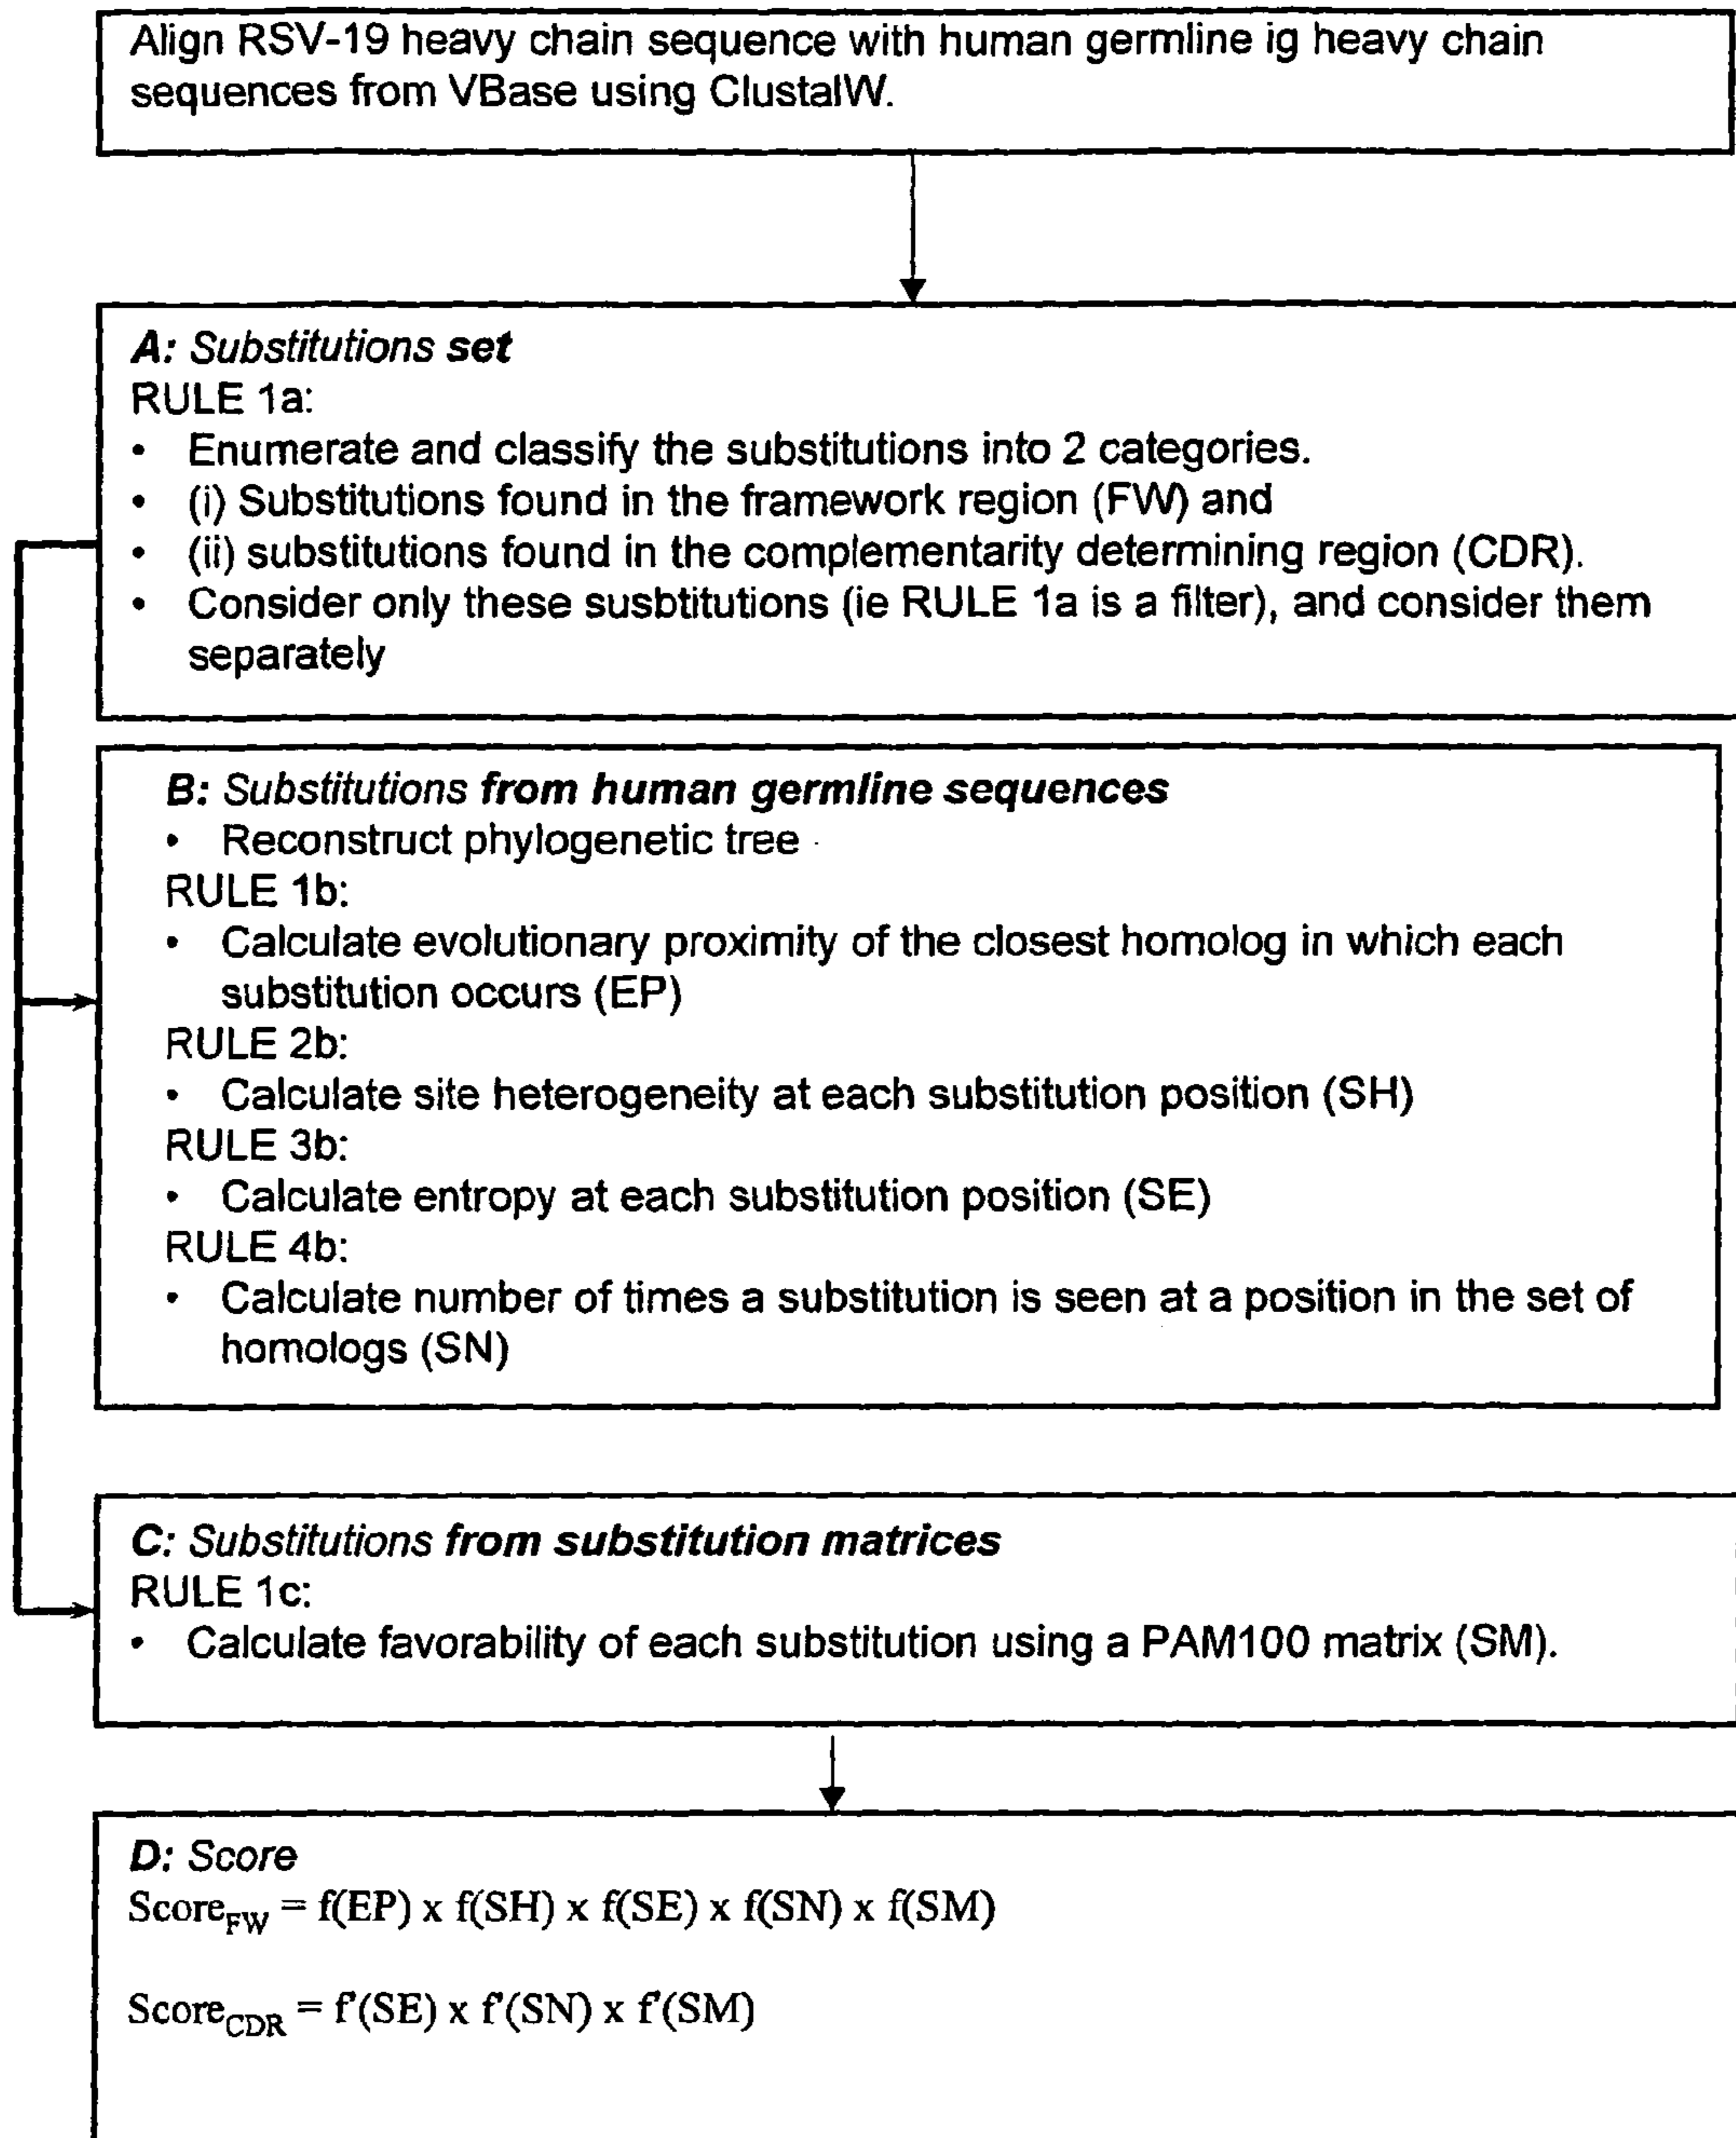 Align RSV-19 heavy chain sequence with human germline ig heavy chain
sequences from VBase using ClustalW.
A: Substitutions set
RULE 1a:
• Enumerate and classify the substitutions into 2 categories.
• (i) Substitutions found in the framework region (FW) and
• (ii) substitutions found in the complementarity determining region (CDR).
• Consider only these susbtitutions (ie RULE 1a is a filter), and consider them
separately
B: Substitutions from human germline sequences
• Reconstruct phylogenetic tree
RULE 1b:
• Calculate evolutionary proximity of the closest homolog in which each
substitution occurs (EP)
RULE 2b:
• Calculate site heterogeneity at each substitution position (SH)
RULE 3b:
• Calculate entropy at each substitution position (SE)
RULE 4b:
• Calculate number of times a substitution is seen at a position in the set of
homologs (SN)
C: Substitutions from substitution matrices
RULE 1c:
• Calculate favorability of each substitution using a PAM100 matrix (SM).
D: Score
Score_FW = f(EP) x f(SH) x f(SE) x f(SN) x f(SM)
Score_CDR = f'(SE) x f'(SN) x f'(SM)